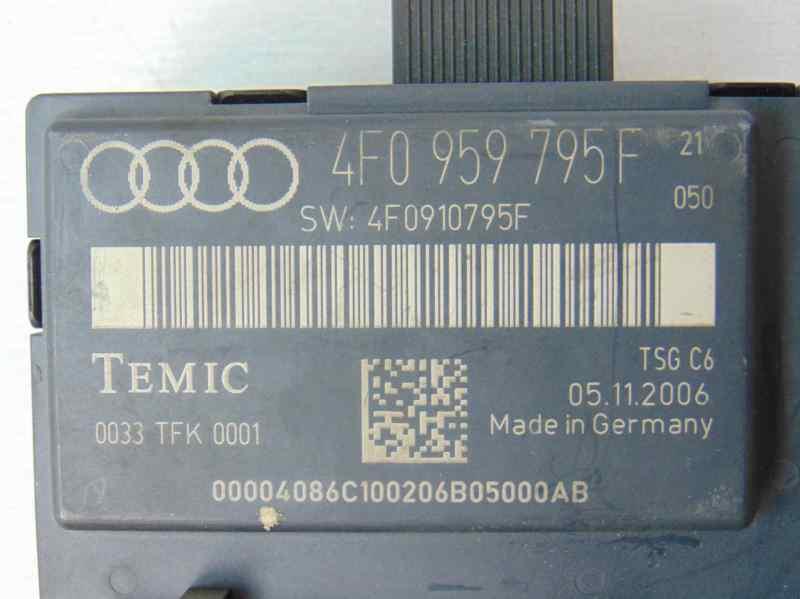 4F0 959 795F 21
SW: 4F0910795F 050
TEMIC
TSG C6
05.11.2006
0033 TFK 0001
Made in Germany
00004086C100206B05000AB